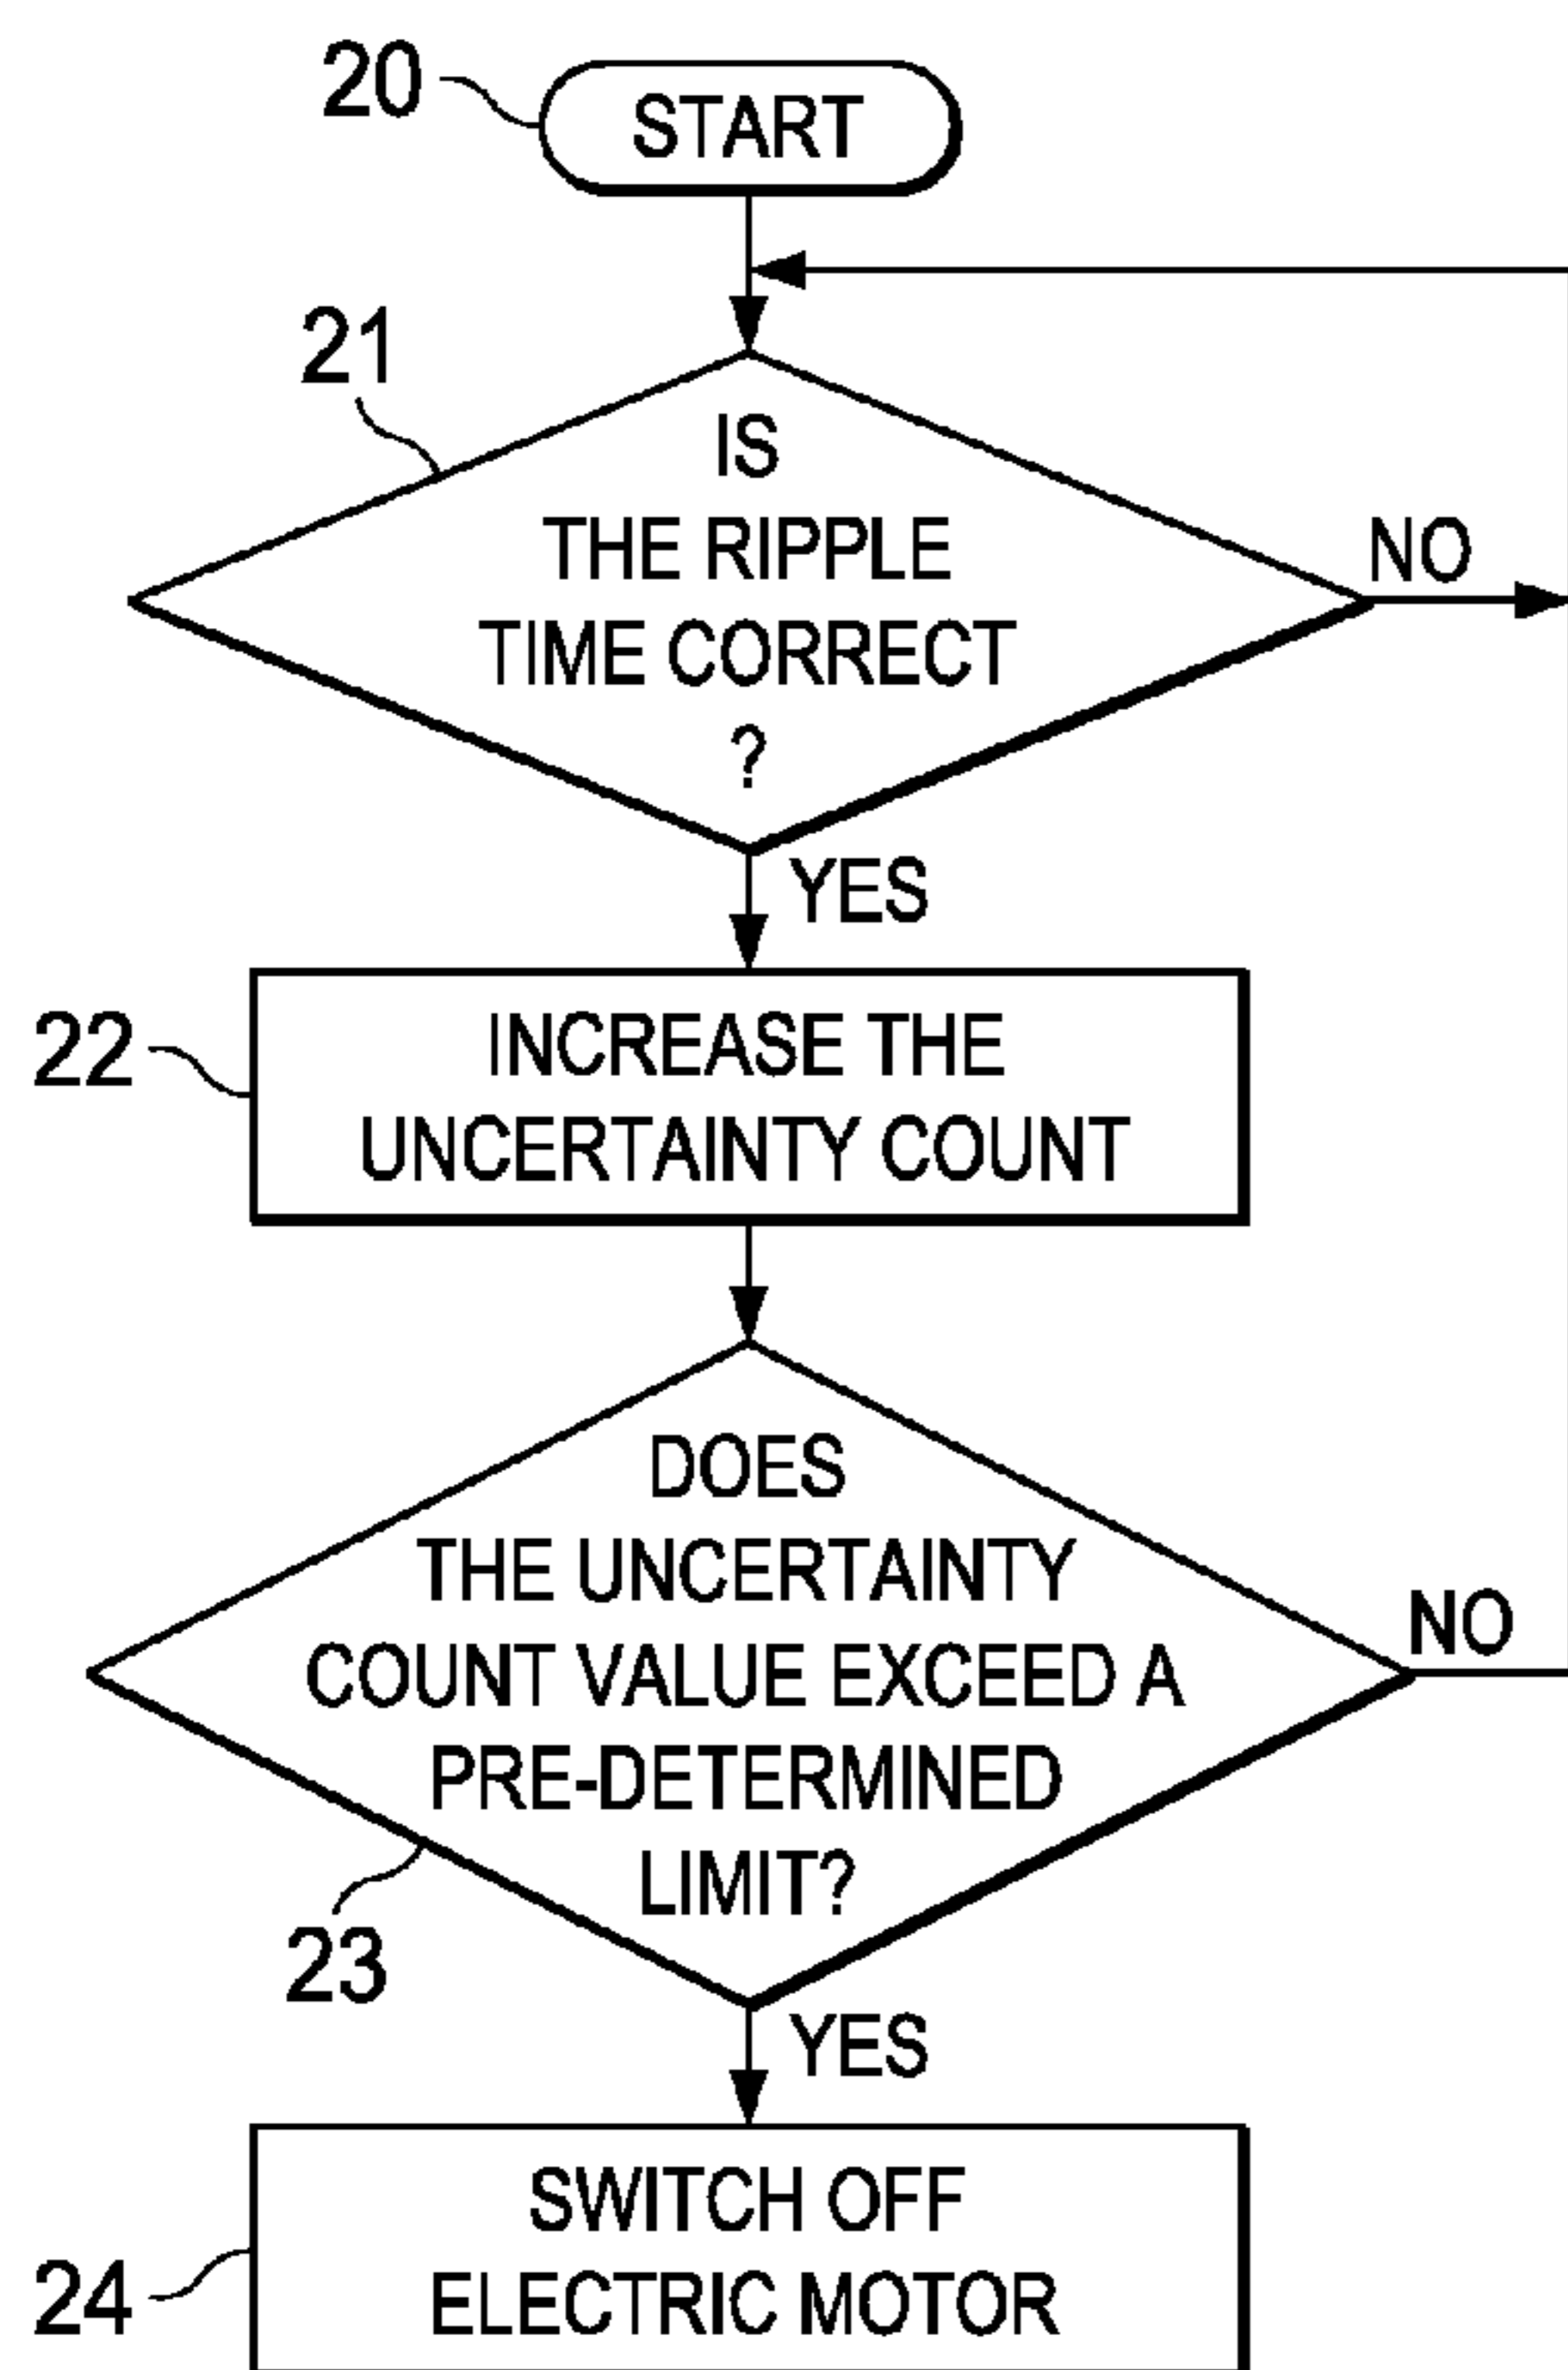 20
START
21
IS
THE RIPPLE
TIME CORRECT
?
NO
YES
22
INCREASE THE
UNCERTAINTY COUNT
DOES
THE UNCERTAINTY
COUNT VALUE EXCEED A
PRE-DETERMINED
LIMIT?
NO
23
YES
24
SWITCH OFF
ELECTRIC MOTOR